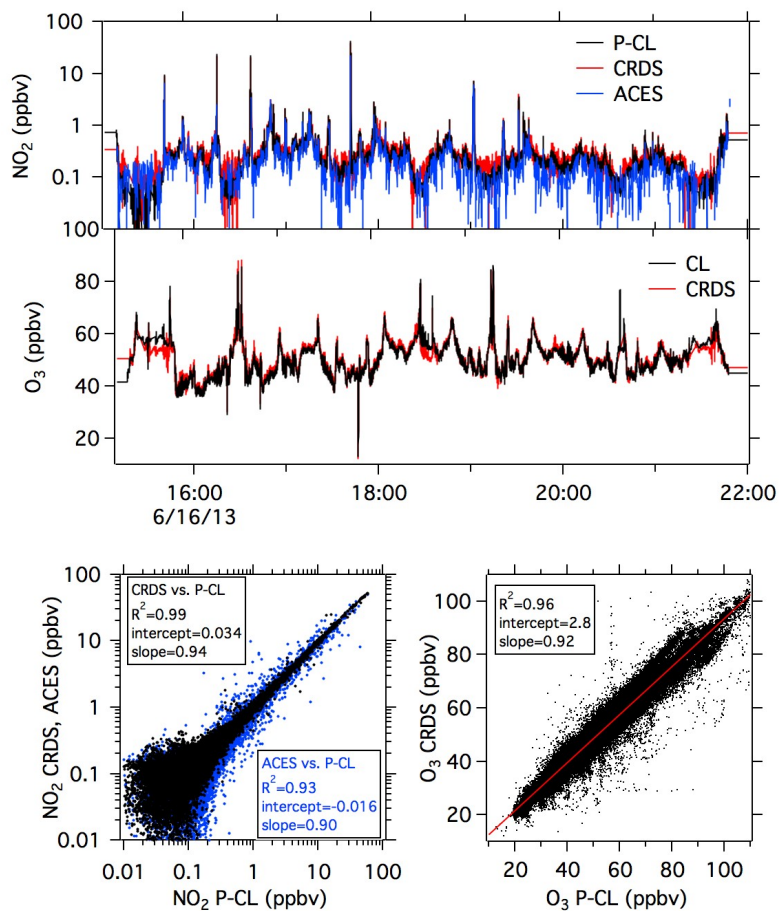 100
10
1
0.1
100
NO2 (ppbv)
P-CL
CRDS
ACES
80
60
40
20
O3 (ppbv)
CL
CRDS
16:00 18:00 20:00 22:00
6/16/13
100
10
1
0.1
0.01
NO2 CRDS, ACES (ppbv)
CRDS vs. P-CL
R2=0.99
intercept=0.034
slope=0.94
ACES vs. P-CL
R2=0.93
intercept=-0.016
slope=0.90
0.01 0.1 1 10 100
NO2 P-CL (ppbv)
100
80
60
40
20
O3 CRDS (ppbv)
R2=0.96
intercept=2.8
slope=0.92
20 40 60 80 100
O3 P-CL (ppbv)